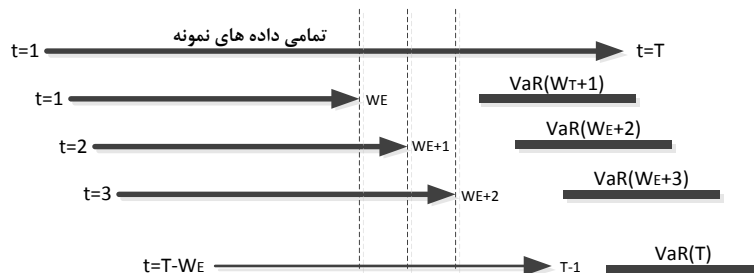 تمامی داده های نمونه
t=1 t=T
t=1 WE VaR(WT+1)
t=2 WE+1 VaR(WE+2)
t=3 WE+2 VaR(WE+3)
t=T-WE T-1 VaR(T)